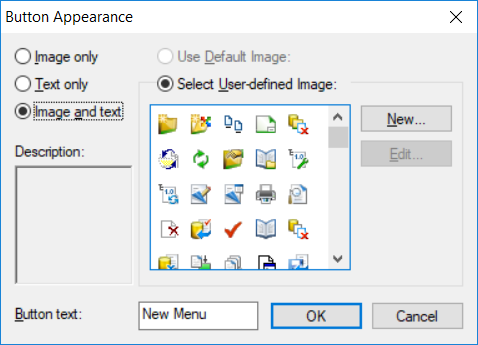 Button Appearance
Image only
Use Default Image:
Text only
Select User-defined Image:
Image and text
New...
Description:
Edit...
Button text:
New Menu
OK
Cancel